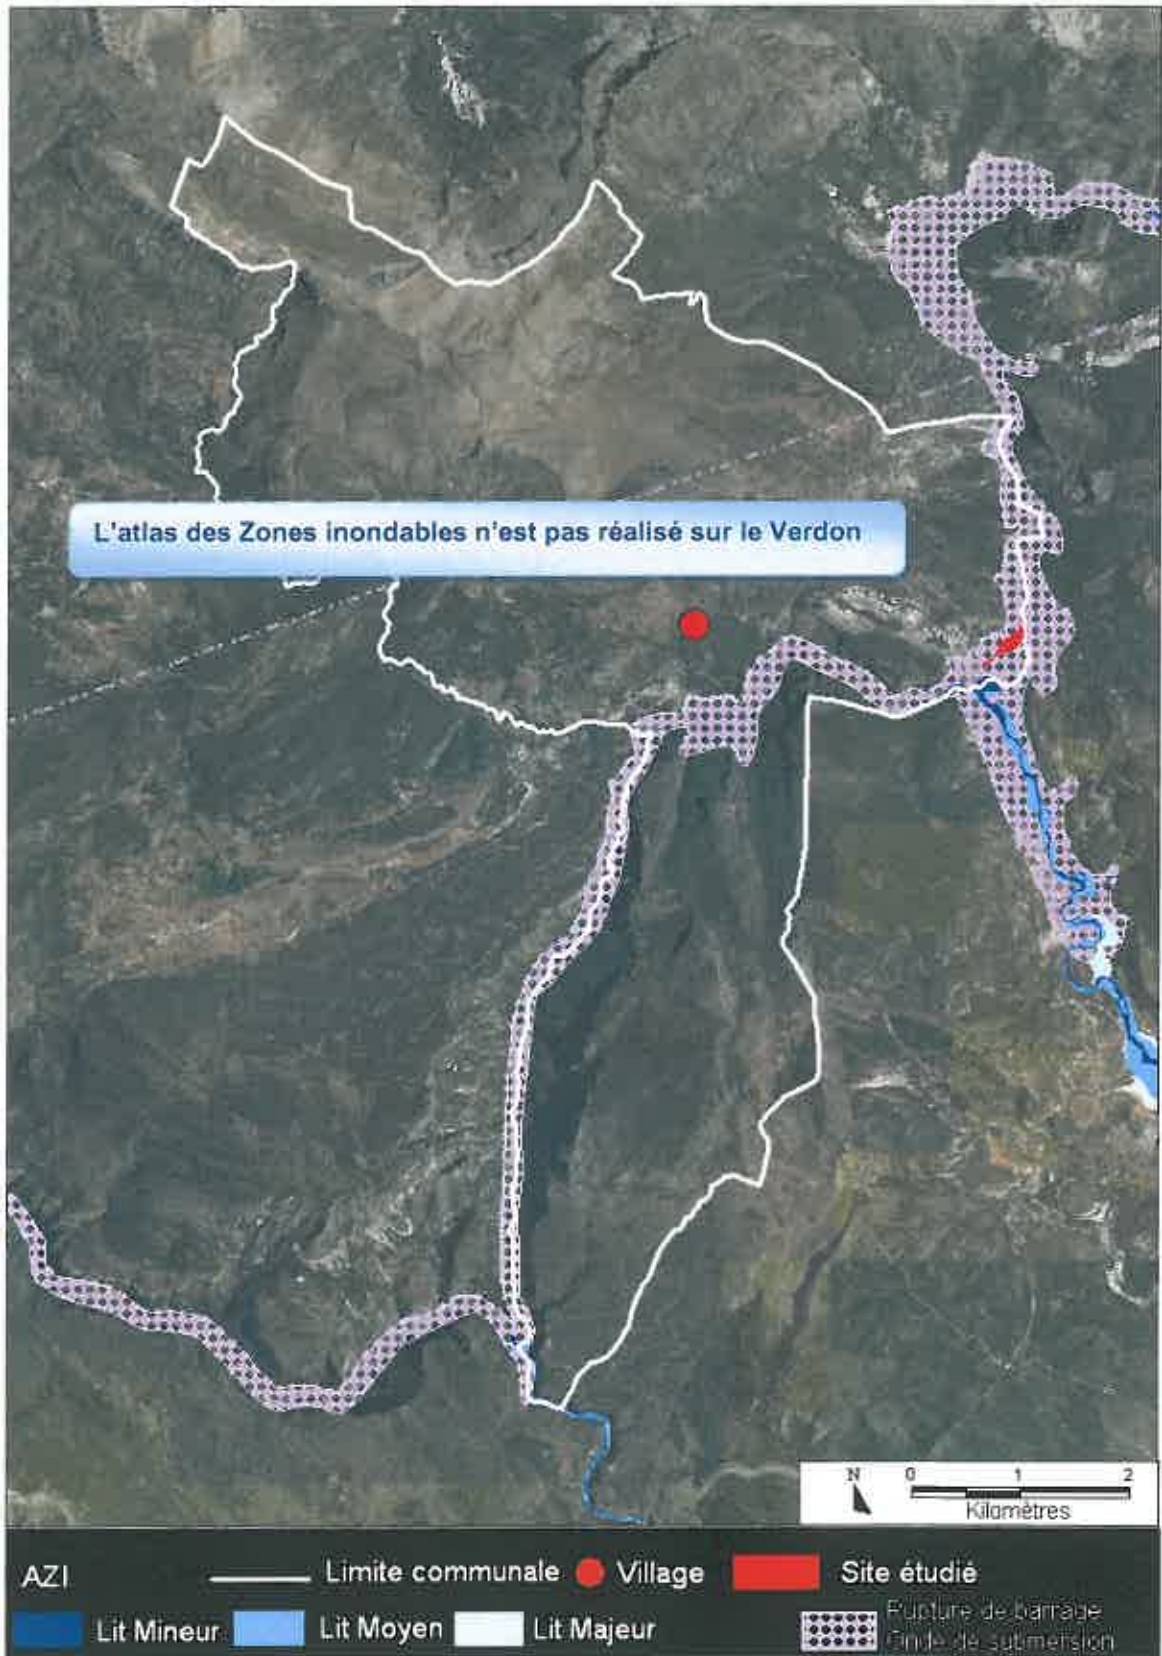 L'atlas des Zones inondables n'est pas réalisé sur le Verdon
N 0 1 2
Kilomètres
AZI Limite communale Village Site étudié
Lit Mineur Lit Moyen Lit Majeur Rupture de barrage
Onde de submersion